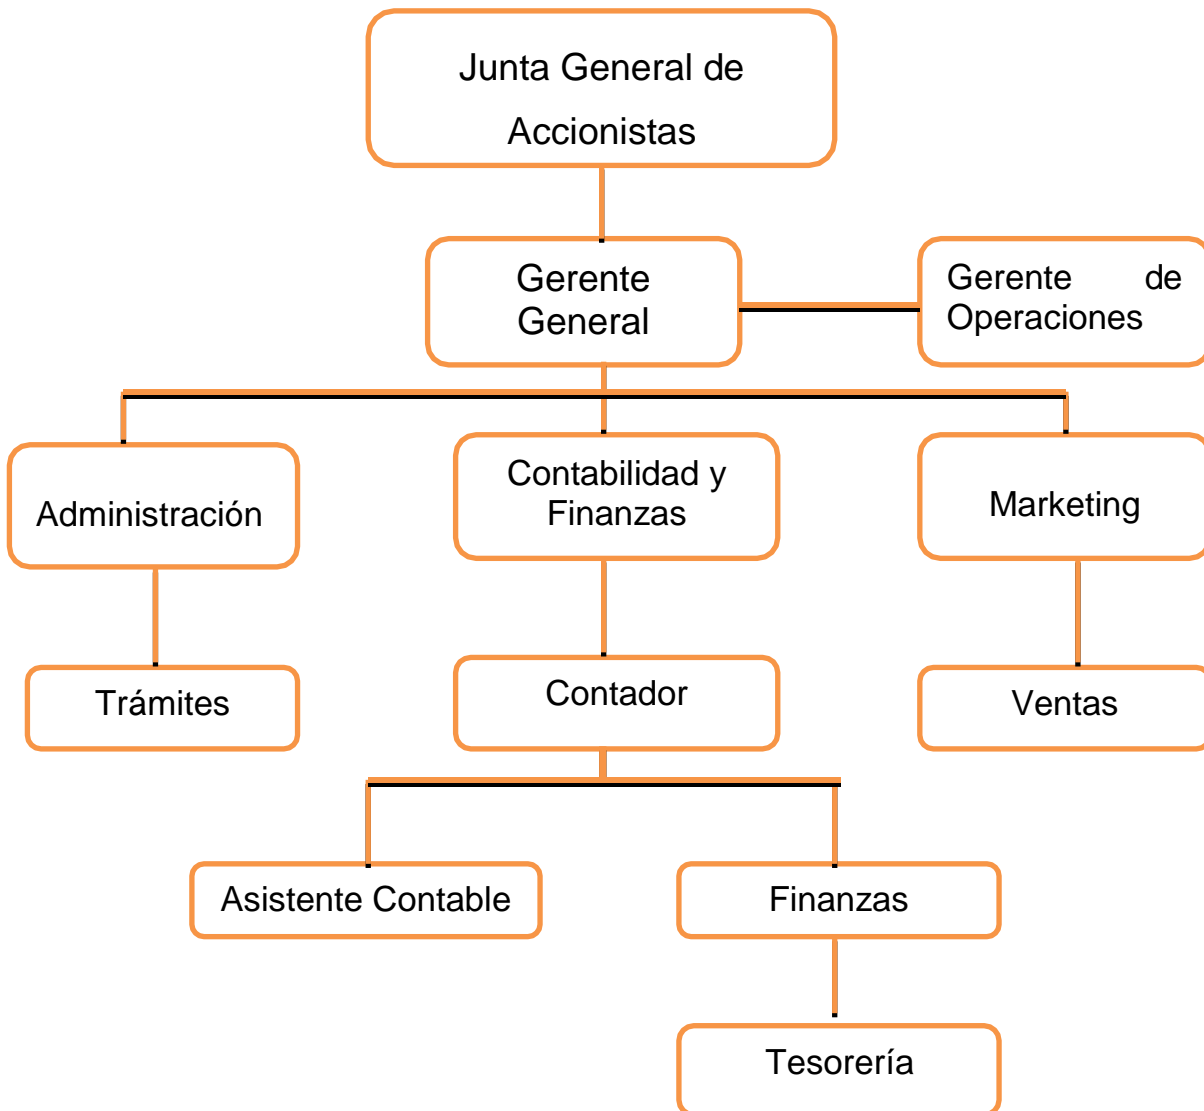 Junta General de
Accionistas
Gerente
General
Gerente de
Operaciones
Administración
Contabilidad y
Finanzas
Marketing
Trámites
Contador
Ventas
Asistente Contable
Finanzas
Tesorería